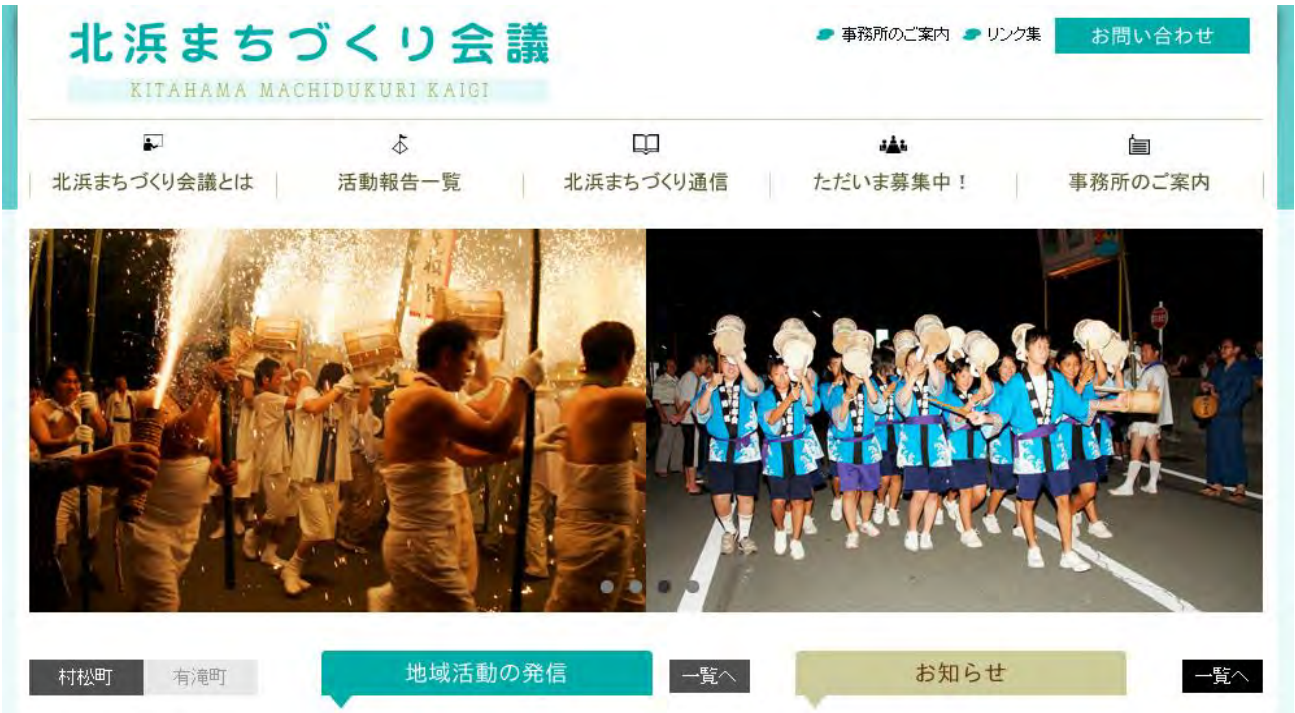 北浜まちづくり会議
KITAHAMA MACHIDUKURI KAIGI
事務所のご案内 リンク集 お問い合わせ
北浜まちづくり会議とは 活動報告一覧 北浜まちづくり通信 ただいま募集中！ 事務所のご案内
村松町 有滝町 地域活動の発信 一覧へ お知らせ 一覧へ